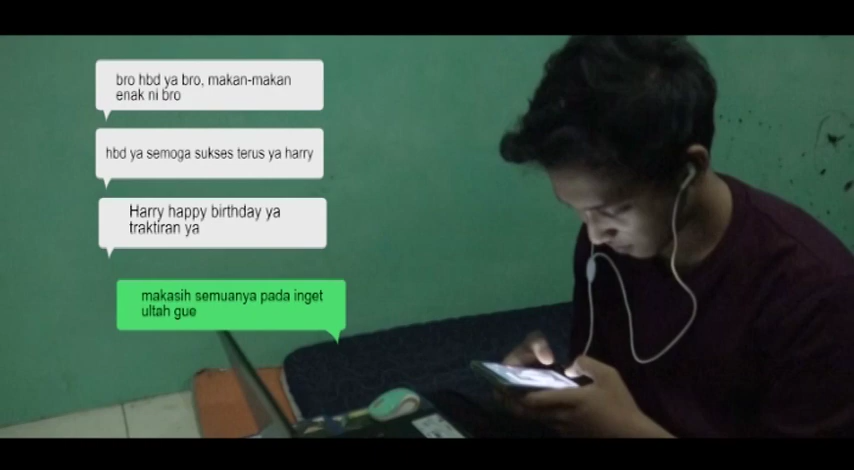 bro hbd ya bro, makan-makan
enak ni bro
hbd ya semoga sukses terus ya harry
Harry happy birthday ya
traktiran ya
makasih semuanya pada inget
ultah gue